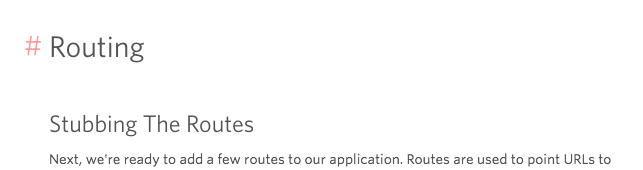 # Routing
Stubbing The Routes
Next, we're ready to add a few routes to our application. Routes are used to point URLs to